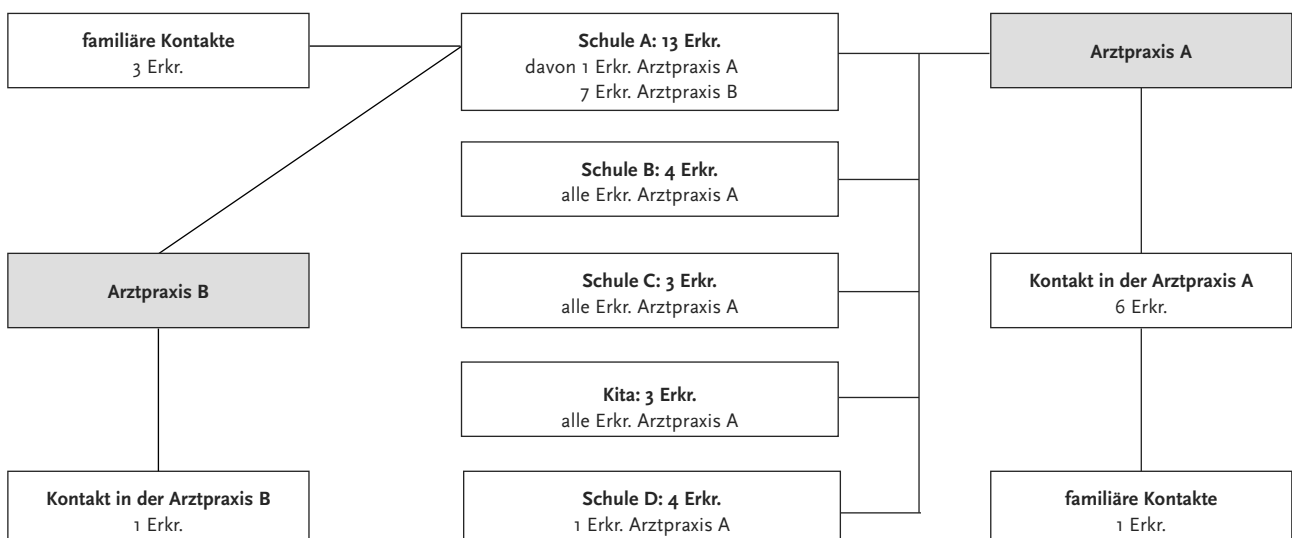 familiäre Kontakte
3 Erkr.
Schule A: 13 Erkr.
davon 1 Erkr. Arztpraxis A
7 Erkr. Arztpraxis B
Arztpraxis A
Schule B: 4 Erkr.
alle Erkr. Arztpraxis A
Arztpraxis B
Schule C: 3 Erkr.
alle Erkr. Arztpraxis A
Kontakt in der Arztpraxis A
6 Erkr.
Kita: 3 Erkr.
alle Erkr. Arztpraxis A
Kontakt in der Arztpraxis B
1 Erkr.
Schule D: 4 Erkr.
1 Erkr. Arztpraxis A
familiäre Kontakte
1 Erkr.